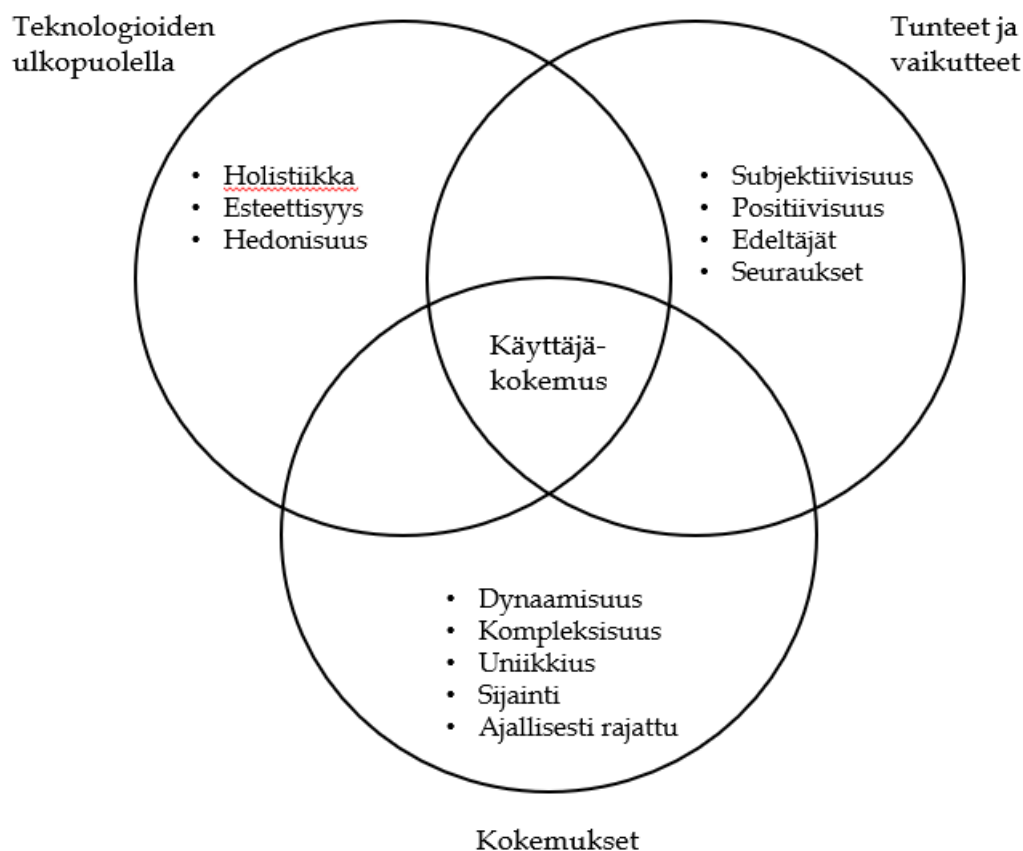 Teknologioiden
ulkopuolella
Tunteet ja
vaikutteet
• Holistiikka
• Esteettisyys
• Hedonisuus
• Subjektiivisuus
• Positiivisuus
• Edeltäjät
• Seuraukset
Käyttäjä-
kokemus
• Dynaamisuus
• Kompleksisuus
• Uniikkius
• Sijainti
• Ajallisesti rajattu
Kokemukset